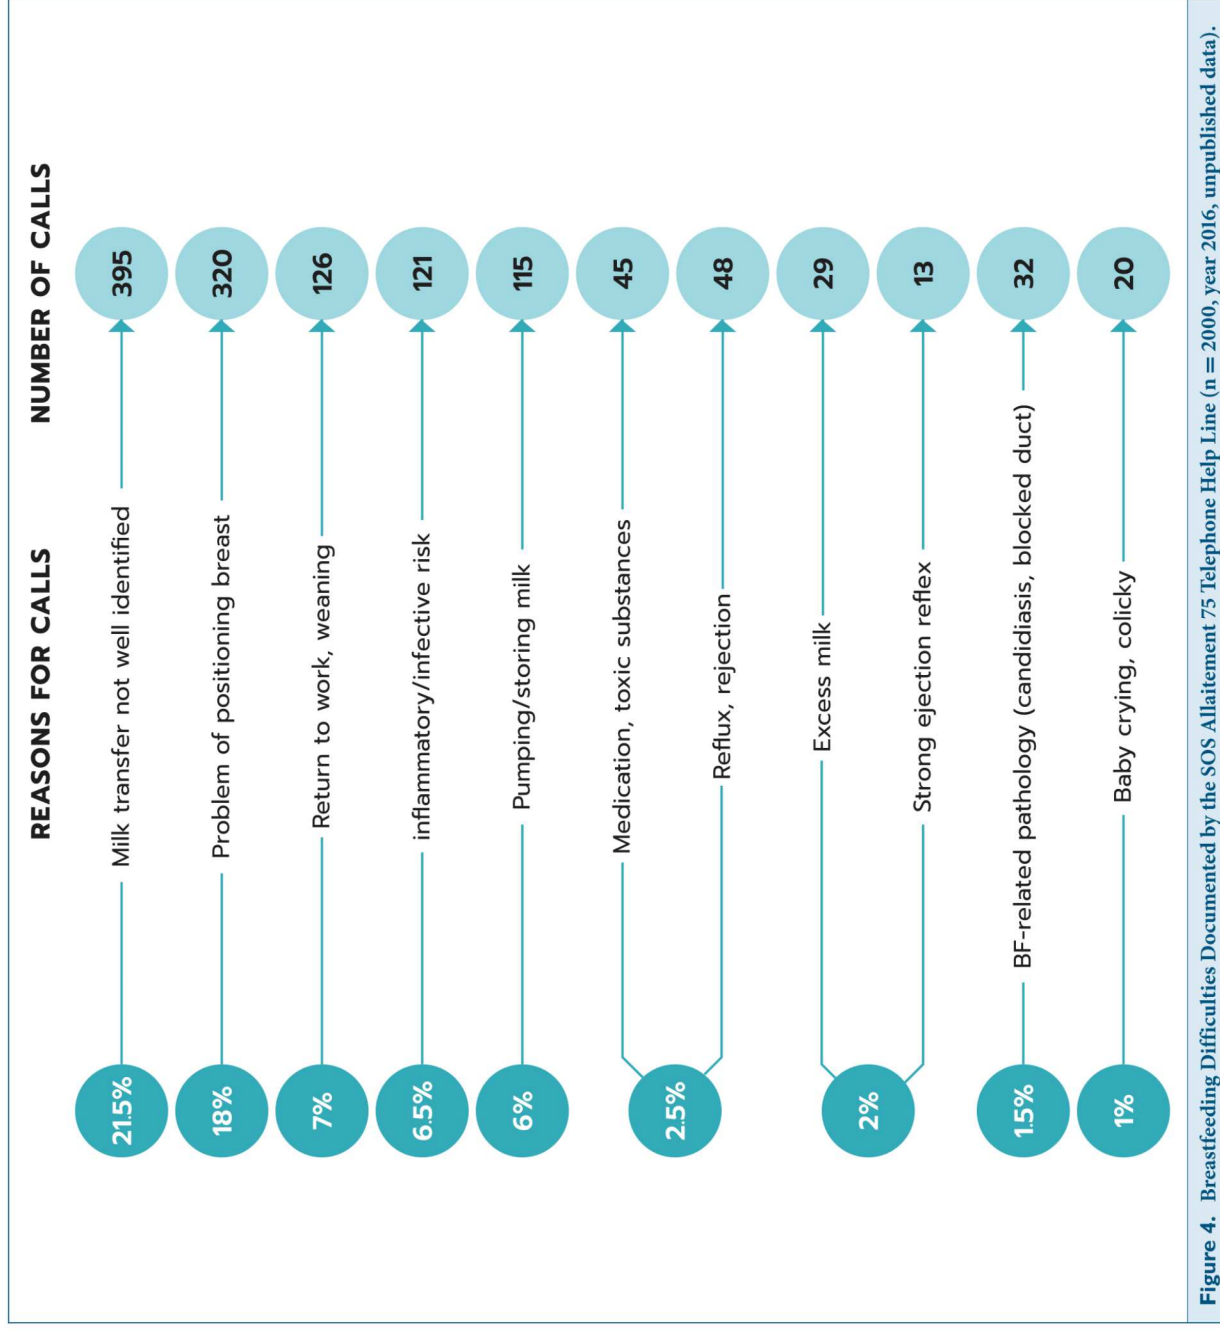 REASONS FOR CALLS NUMBER OF CALLS
21.5% Milk transfer not well identified 395
18% Problem of positioning breast 320
7% Return to work, weaning 126
6.5% inflammatory/infective risk 121
6% Pumping/storing milk 115
2.5% Medication, toxic substances 45
Reflux, rejection 48
2% Excess milk 29
Strong ejection reflex 13
1.5% BF-related pathology (candidiasis, blocked duct) 32
1% Baby crying, colicky 20
Figure 4. Breastfeeding Difficulties Documented by the SOS Allaitement 75 Telephone Help Line (n = 2000, year 2016, unpublished data).